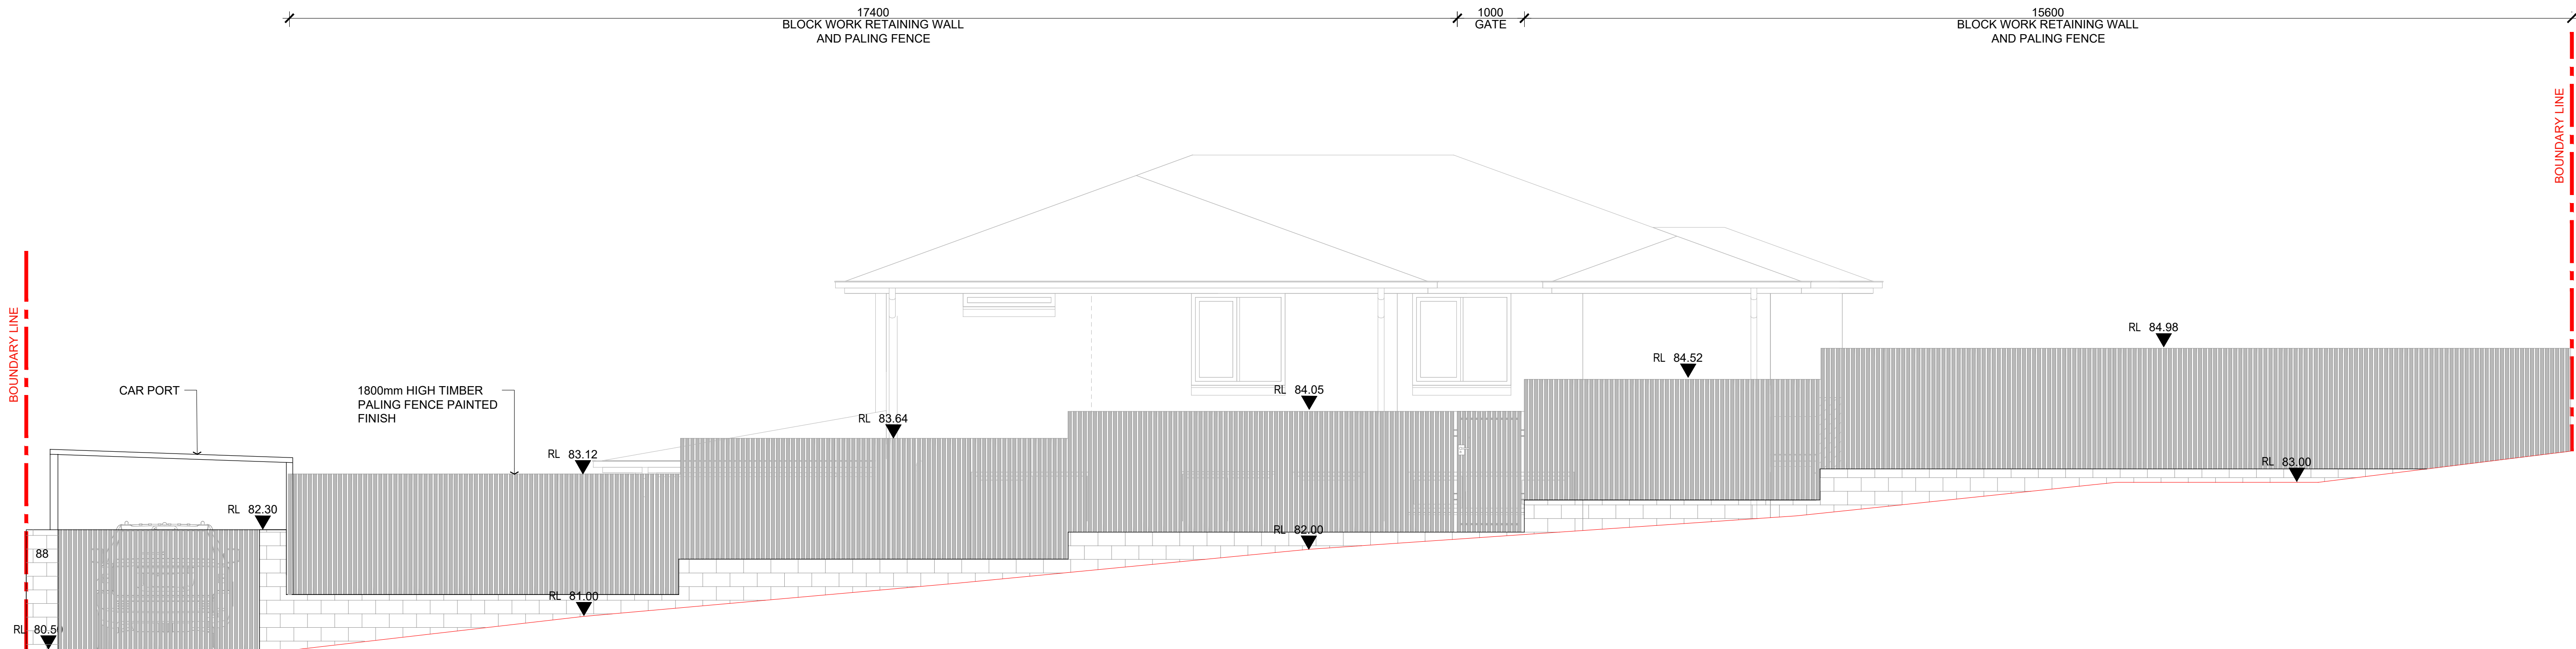 17400
BLOCK WORK RETAINING WALL
AND PALING FENCE
1000
GATE
15600
BLOCK WORK RETAINING WALL
AND PALING FENCE
BOUNDARY LINE
BOUNDARY LINE
RL 84.98
RL 84.52
RL 84.05
CAR PORT
1800mm HIGH TIMBER
PALING FENCE PAINTED
FINISH
RL 83.64
RL 83.12
RL 83.00
RL 82.30
RL 82.00
88
RL 81.00
RL 80.50